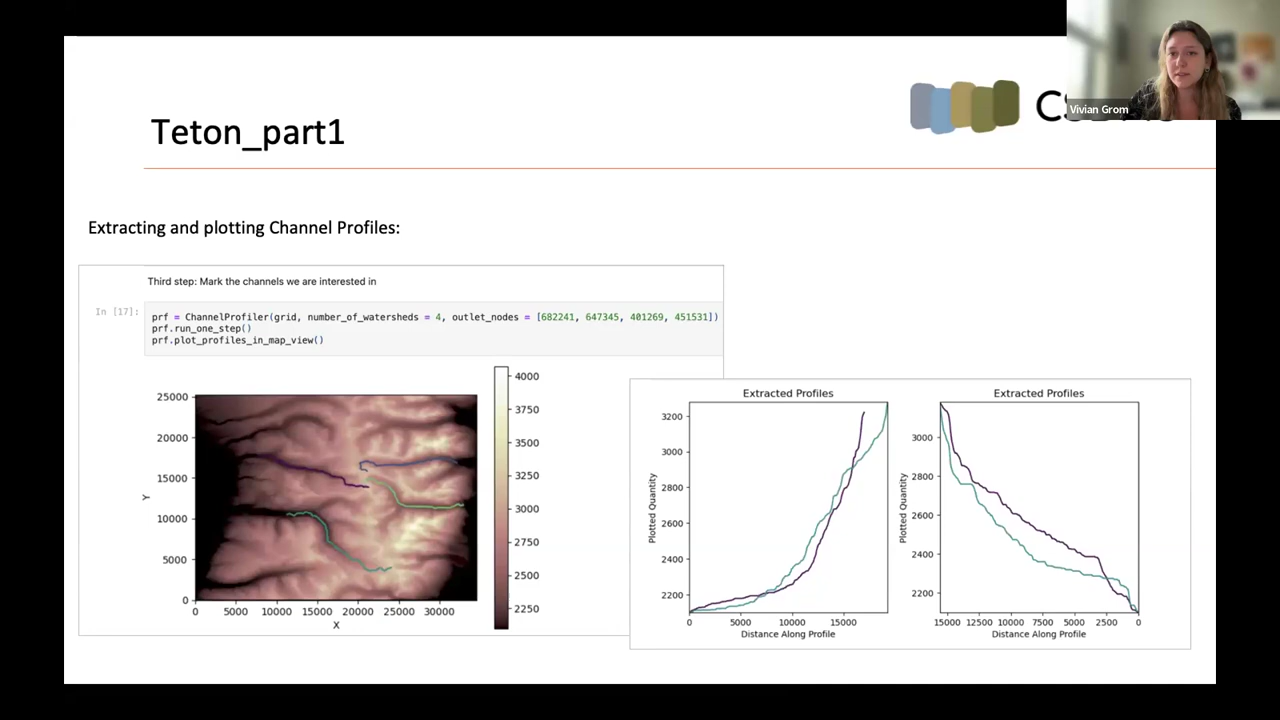 Vivian Grom
Teton_part1
Extracting and plotting Channel Profiles:
Third step: Mark the channels we are interested in
In [17]:
prf = ChannelProfiler(grid, number_of_watersheds = 4, outlet_nodes = [682241, 647345, 401269, 451531])
prf.run_one_step()
prf.plot_profiles_in_map_view()
25000
20000
15000
10000
5000
0
Y
0 5000 10000 15000 20000 25000 30000
X
4000
3750
3500
3250
3000
2750
2500
2250
Extracted Profiles
3200
3000
2800
2600
2400
2200
Plotted Quantity
0 5000 10000 15000
Distance Along Profile
Extracted Profiles
3000
2800
2600
2400
2200
Plotted Quantity
15000 12500 10000 7500 5000 2500 0
Distance Along Profile